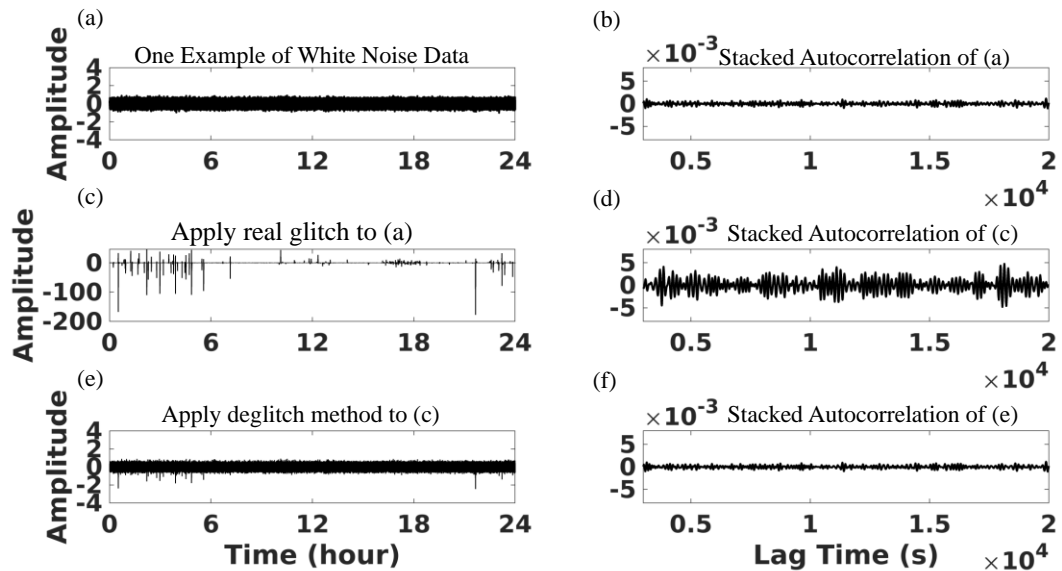 (a)
One Example of White Noise Data
Amplitude
4
2
0
-2
-4
0 6 12 18 24
(b)
× 10-3
Stacked Autocorrelation of (a)
5
0
-5
0.5 1 1.5 2
× 10^4
(c)
Apply real glitch to (a)
Amplitude
0
-100
-200
0 6 12 18 24
(d)
× 10-3
Stacked Autocorrelation of (c)
5
0
-5
0.5 1 1.5 2
× 10^4
(e)
Apply deglitch method to (c)
Amplitude
4
2
0
-2
-4
0 6 12 18 24
Time (hour)
(f)
× 10-3
Stacked Autocorrelation of (e)
5
0
-5
0.5 1 1.5 2
Lag Time (s)
× 10^4